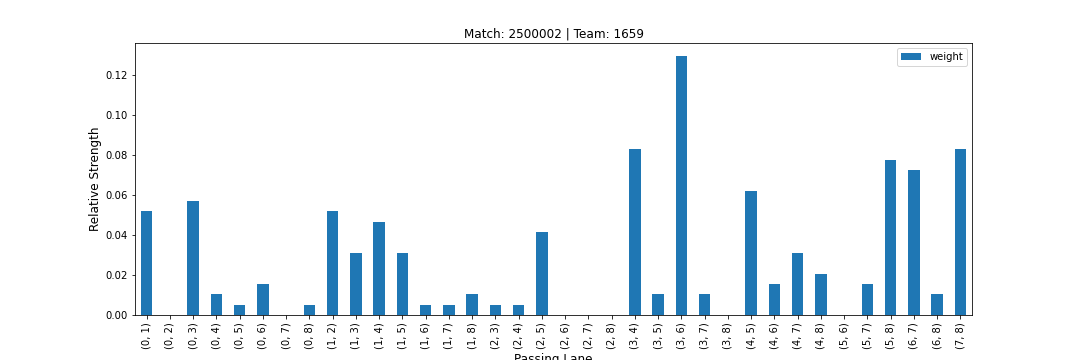 Match: 2500002 | Team: 1659
weight
Relative Strength
0.12
0.10
0.08
0.06
0.04
0.02
0.00
(0, 1) (0, 2) (0, 3) (0, 4) (0, 5) (0, 6) (0, 7) (0, 8) (1, 2) (1, 3) (1, 4) (1, 5) (1, 6) (1, 7) (1, 8) (2, 3) (2, 4) (2, 5) (2, 6) (2, 7) (2, 8) (3, 4) (3, 5) (3, 6) (3, 7) (3, 8) (4, 5) (4, 6) (4, 7) (4, 8) (5, 6) (5, 7) (5, 8) (6, 7) (6, 8) (7, 8)
Passing Lane